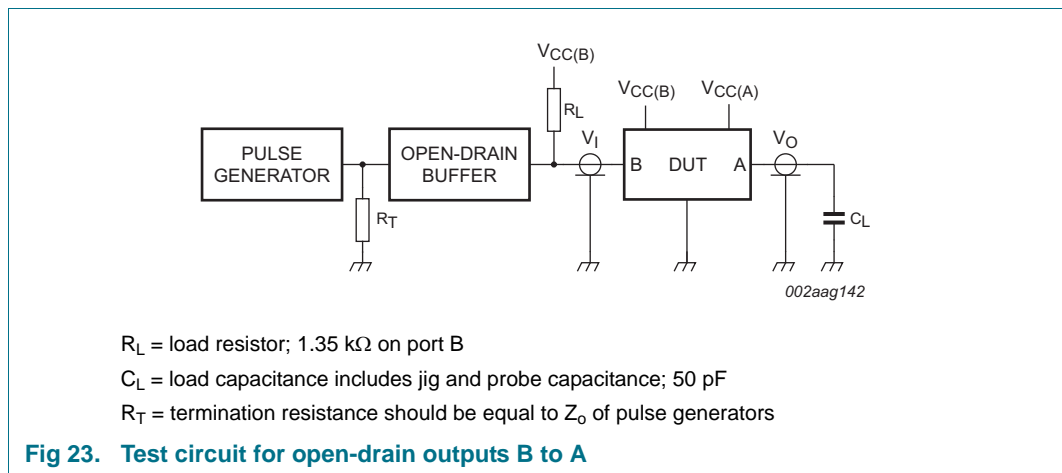 VCC(B)
RL
VCC(B) VCC(A)
VI
VO
PULSE
GENERATOR
OPEN-DRAIN
BUFFER
B DUT A
RT
CL
002aag142
RL = load resistor; 1.35 kΩ on port B
CL = load capacitance includes jig and probe capacitance; 50 pF
RT = termination resistance should be equal to Zo of pulse generators
Fig 23. Test circuit for open-drain outputs B to A